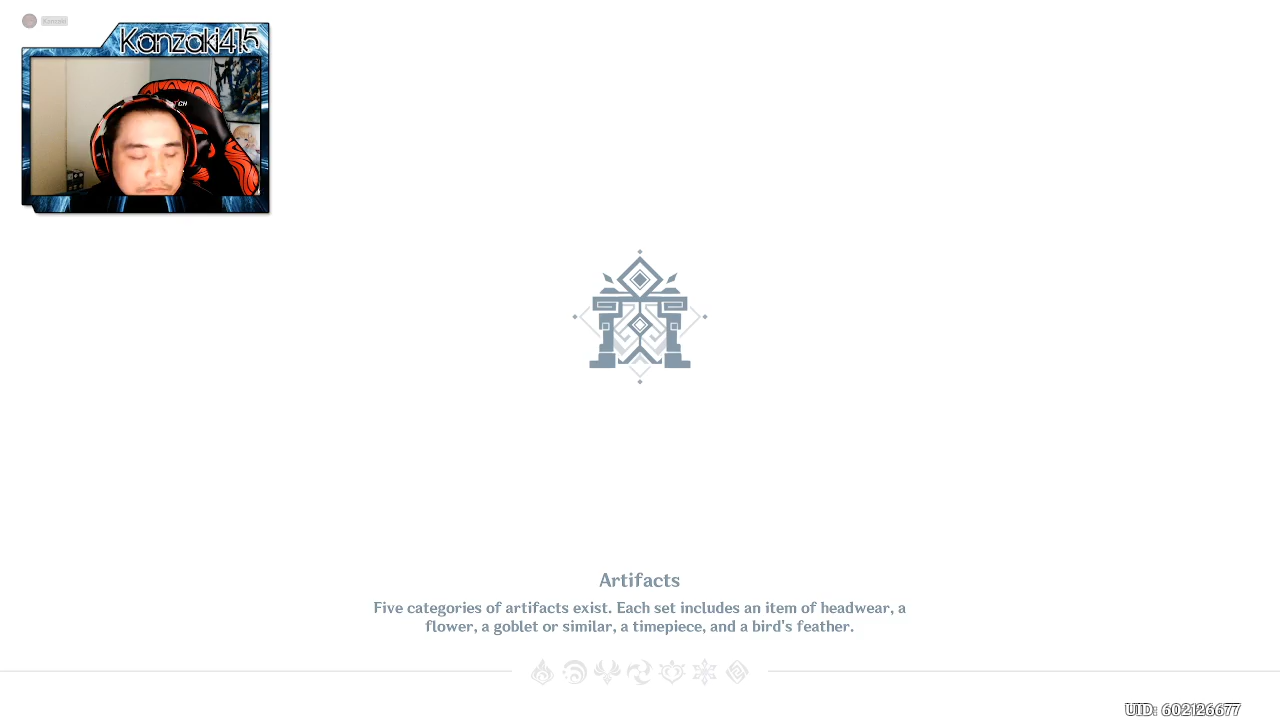 Kanzaki
Kanzaki415
Artifacts
Five categories of artifacts exist. Each set includes an item of headwear, a
flower, a goblet or similar, a timepiece, and a bird's feather.
UID: 602126677